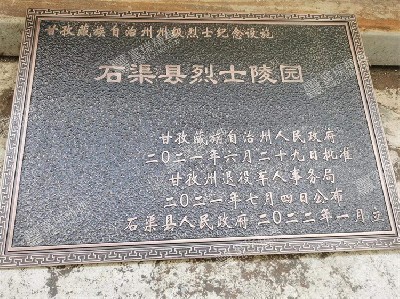 甘孜藏族自治州州级烈士纪念设施
石渠县烈士陵园
甘孜藏族自治州人民政府
二〇二一年六月二十九日批准
甘孜州退役军人事务局
二〇二一年七月四日公布
石渠县人民政府二〇二二年一月立